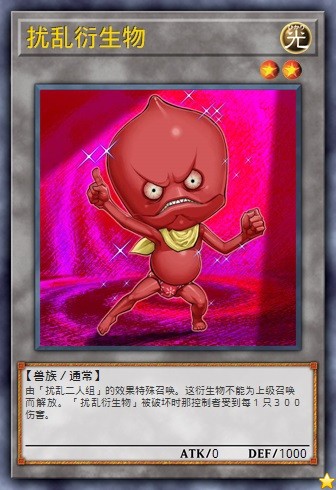 扰乱衍生物
光
【兽族/通常】
由「扰乱二人组」的效果特殊召唤。这衍生物不能为上级召唤
而解放。「扰乱衍生物」被破坏时那控制者受到每１只３００
伤害。
ATK/0 DEF/1000